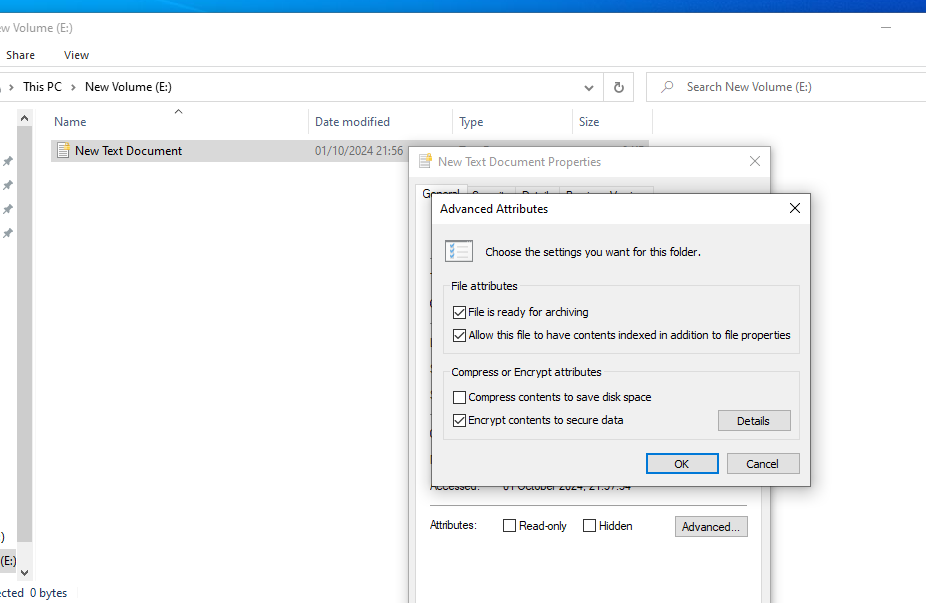 ew Volume (E:)
Share View
This PC New Volume (E:) Search New Volume (E:)
Name Date modified Type Size
New Text Document 01/10/2024 21:56
New Text Document Properties
General
Advanced Attributes
Choose the settings you want for this folder.
File attributes
File is ready for archiving
Allow this file to have contents indexed in addition to file properties
Compress or Encrypt attributes
Compress contents to save disk space
Encrypt contents to secure data Details
OK Cancel
Accessed: 01 October 2024, 21:57:54
Attributes: Read-only Hidden Advanced...
)
(E:)
cted 0 bytes